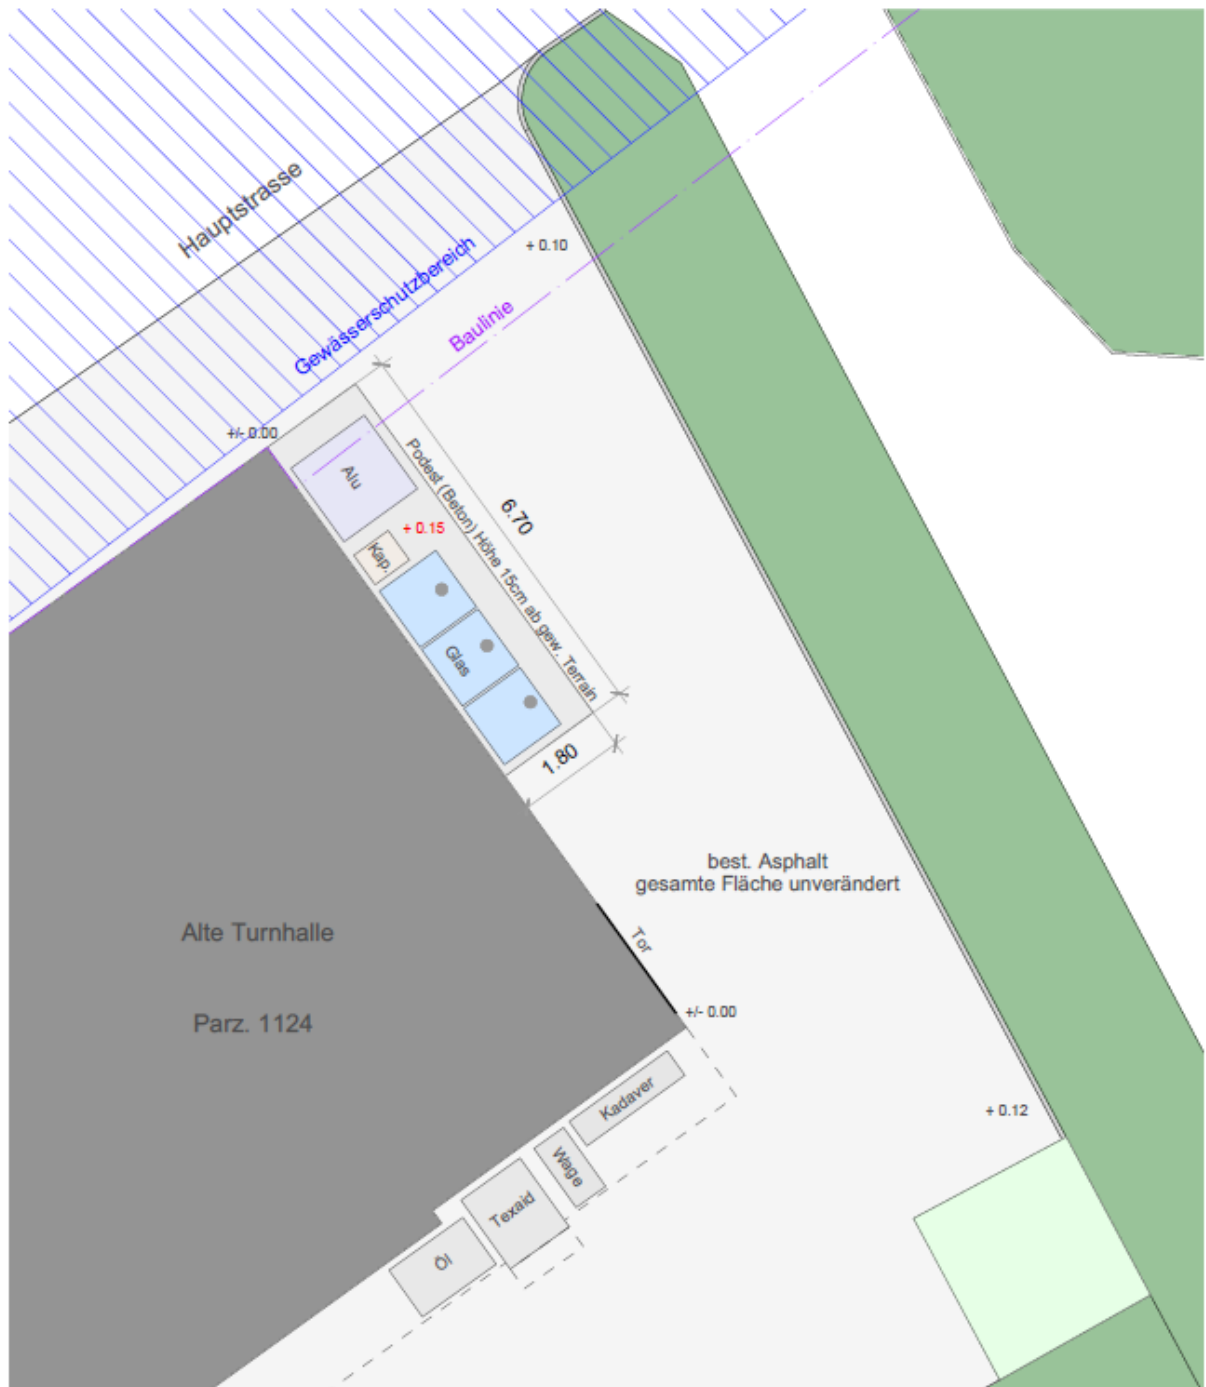 Hauptstrasse
+ 0.10
Gewässerschutzbereich
Baulinie
+/- 0.00
Alu
Podest (Beton) Höhe 15cm ab gew. Terrain
6.70
+ 0.15
Kap.
Glas
1.80
best. Asphalt
gesamte Fläche unverändert
Alte Turnhalle
Tor
Parz. 1124
+/- 0.00
Kadaver
+ 0.12
Wage
Texaid
Öl